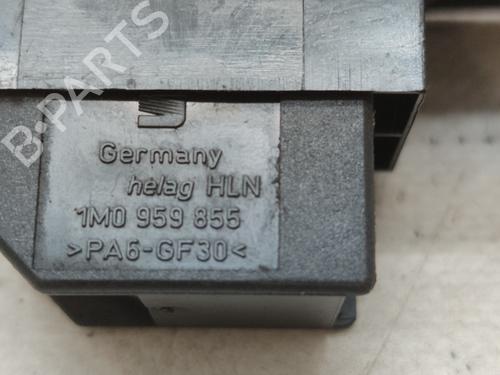 B-PARTS
Germany
helag HLN
1M0 959 855
>PA6-GF30<